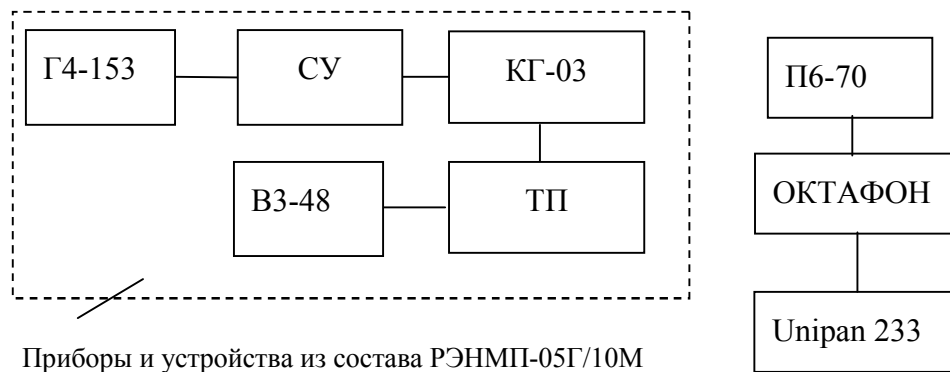 Г4-153
СУ
КГ-03
П6-70
В3-48
ТП
ОКТАФОН
Unipan 233
Приборы и устройства из состава РЭНМП-05Г/10М